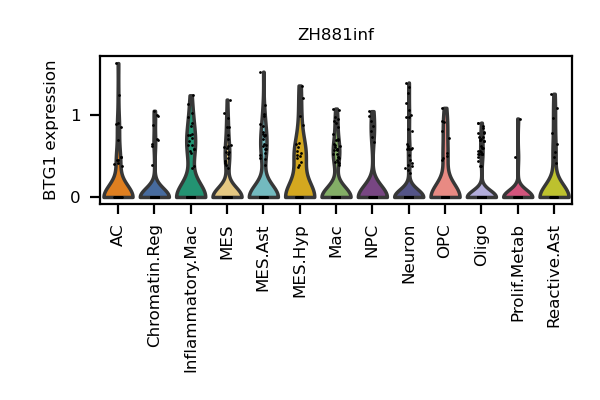 ZH881inf
BTG1 expression
1
0
AC
Chromatin.Reg
Inflammatory.Mac
MES
MES.Ast
MES.Hyp
Mac
NPC
Neuron
OPC
Oligo
Prolif.Metab
Reactive.Ast